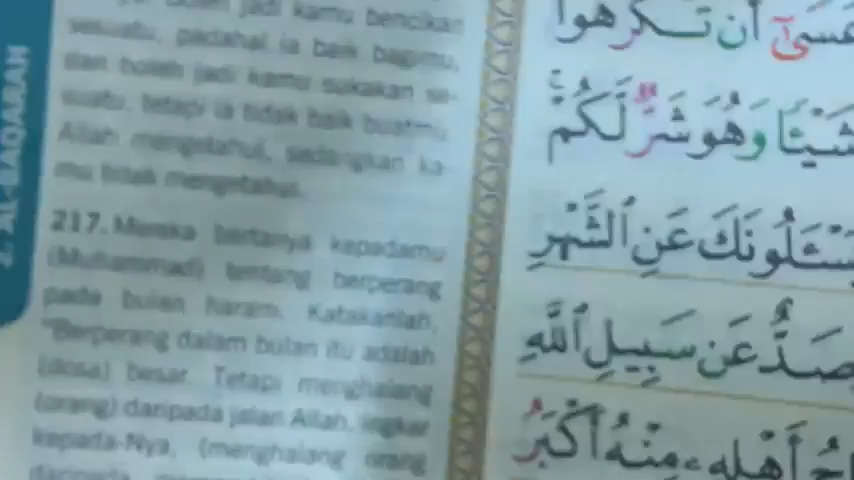 2. AL-BAQARAH
boleh jadi kamu bencikan
sesuatu, padahal ia baik bagimu,
dan boleh jadi kamu sukakan se-
suatu, tetapi ia tidak baik buatmu
Allah mengetahui, sedangkan ka-
mu tidak mengetahui.
217. Mereka bertanya kepadamu
(Muhammad) tentang berperang
pada bulan haram. Katakanlah,
"Berperang dalam bulan itu adalah
(dosa) besar. Tetapi menghalang
(orang) daripada jalan Allah, ingkar
kepada-Nya, (menghalang orang
daripada
عَسَىٰٓ أَن تَكْرَهُوا۟
شَيْـًٔا وَهُوَ شَرٌّ لَّكُمْ ۗ
يَسْـَٔلُونَكَ عَنِ ٱلشَّهْرِ
صَدٌّ عَن سَبِيلِ ٱللَّهِ
أَهْلِهِۦ مِنْهُ أَكْبَرُ